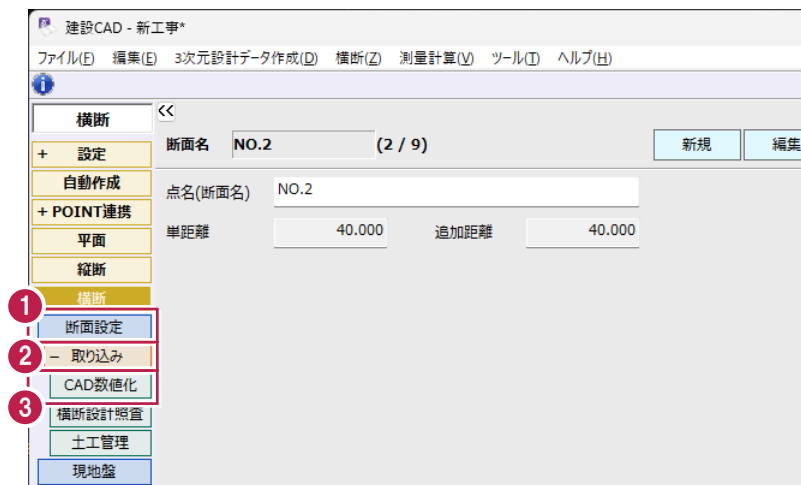 建設CAD - 新工事*
ファイル(F) 編集(E) 3次元設計データ作成(D) 横断(Z) 測量計算(V) ツール(T) ヘルプ(H)
横断
<<
断面名 NO.2 (2 / 9) 新規 編集
+ 設定
自動作成
点名(断面名) NO.2
+ POINT連携
単距離 40.000 追加距離 40.000
平面
縦断
横断
1
断面設定
2
− 取り込み
CAD数値化
3
横断設計照査
土工管理
現地盤